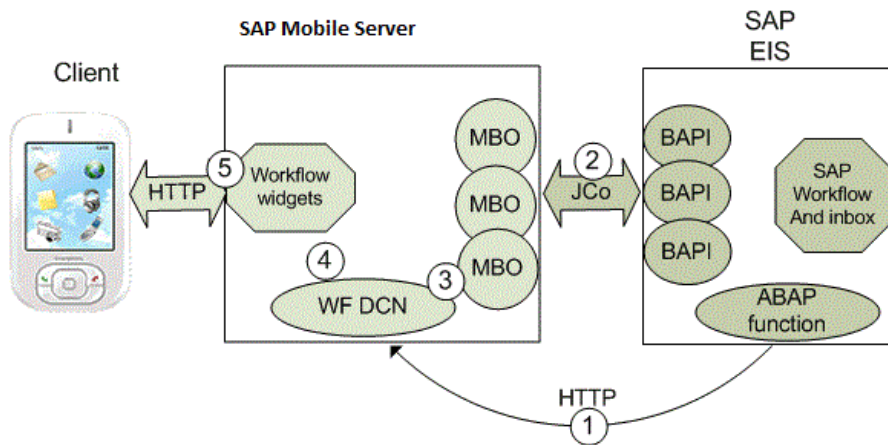 SAP Mobile Server
SAP
EIS
Client
HTTP
5
Workflow
widgets
MBO
MBO
MBO
4
3
WF DCN
2
JCo
BAPI
BAPI
BAPI
SAP
Workflow
And inbox
ABAP
function
HTTP
1